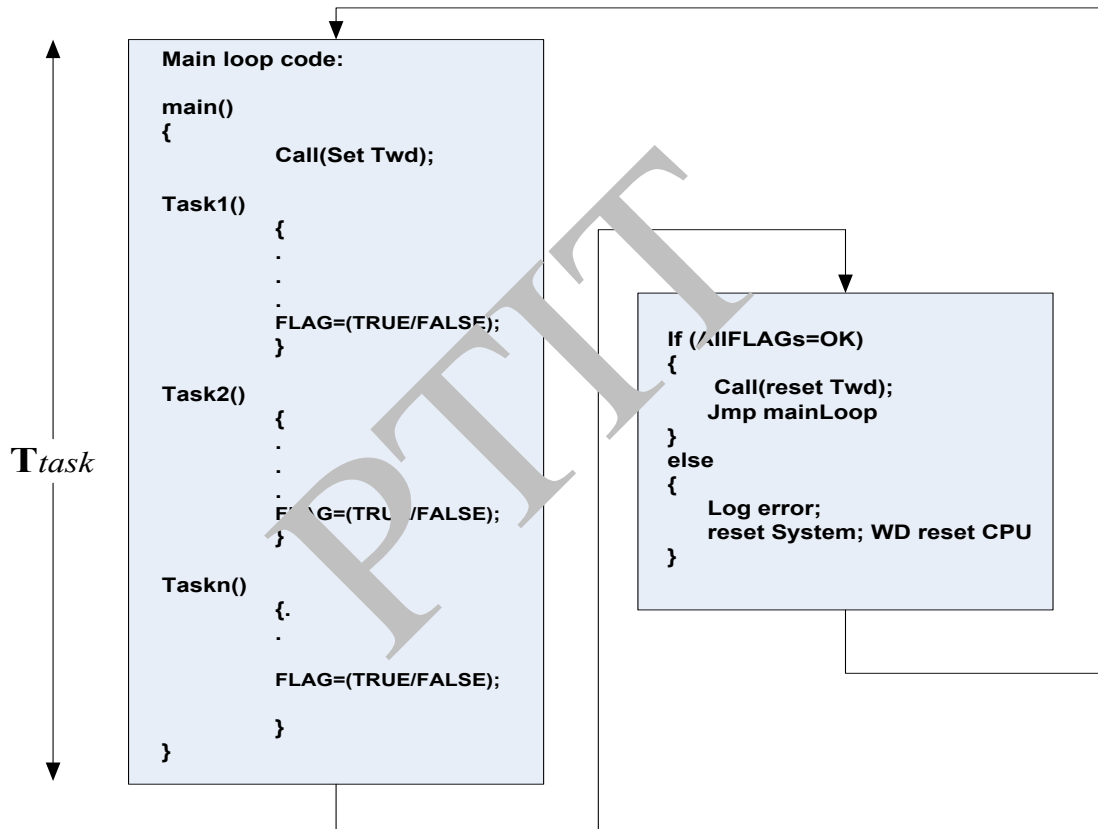 Main loop code:
main()
{
Call(Set Twd);
Task1()
{
.
.
.
FLAG=(TRUE/FALSE);
}
Task2()
{
.
.
.
FLAG=(TRUE/FALSE);
}
Taskn()
{.
.
FLAG=(TRUE/FALSE);
}
}
Ttask
If (AllFLAGs=OK)
{
Call(reset Twd);
Jmp mainLoop
}
else
{
Log error;
reset System; WD reset CPU
}
PTIT